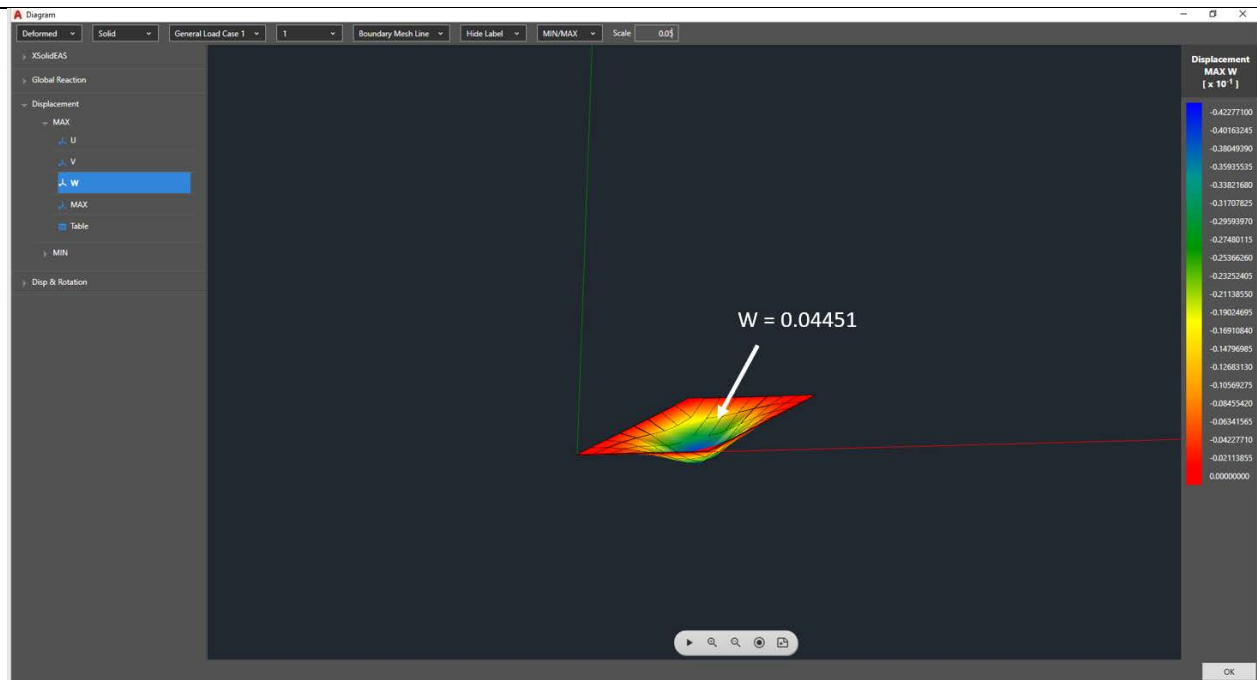 Diagram
Deformed Solid General Load Case 1 1 Boundary Mesh Line Hide Label MIN/MAX Scale 0.05
XSolidEAS
Global Reaction
Displacement
MAX
U
V
W
MAX
Table
MIN
Disp & Rotation
W = 0.04451
Displacement
MAX W
[ x 10⁻¹ ]
-0.42277100
-0.40163245
-0.38049390
-0.35935535
-0.33821680
-0.31707825
-0.29593970
-0.27480115
-0.25366260
-0.23252405
-0.21138550
-0.19024695
-0.16910840
-0.14796985
-0.12683130
-0.10569275
-0.08455420
-0.06341565
-0.04227710
-0.02113855
0.00000000
OK